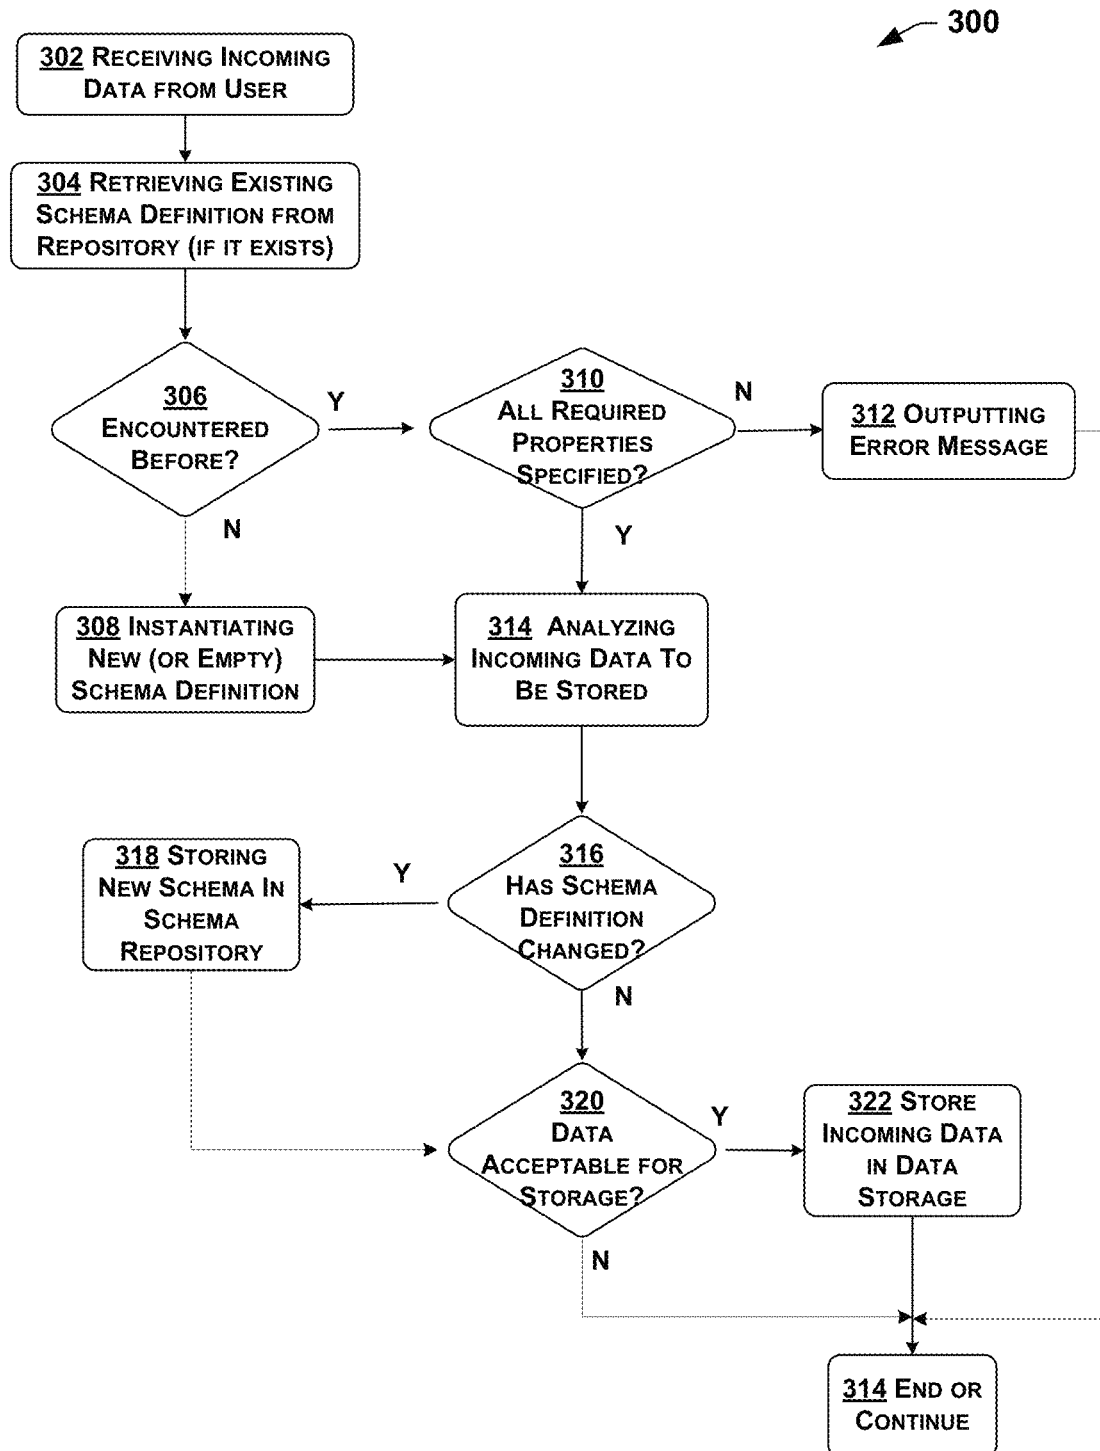 300
302 RECEIVING INCOMING
DATA FROM USER
304 RETRIEVING EXISTING
SCHEMA DEFINITION FROM
REPOSITORY (IF IT EXISTS)
306
ENCOUNTERED
BEFORE?
Y
N
310
ALL REQUIRED
PROPERTIES
SPECIFIED?
N
Y
312 OUTPUTTING
ERROR MESSAGE
308 INSTANTIATING
NEW (OR EMPTY)
SCHEMA DEFINITION
314 ANALYZING
INCOMING DATA TO
BE STORED
316
HAS SCHEMA
DEFINITION
CHANGED?
Y
N
318 STORING
NEW SCHEMA IN
SCHEMA
REPOSITORY
320
DATA
ACCEPTABLE FOR
STORAGE?
Y
N
322 STORE
INCOMING DATA
IN DATA
STORAGE
314 END OR
CONTINUE